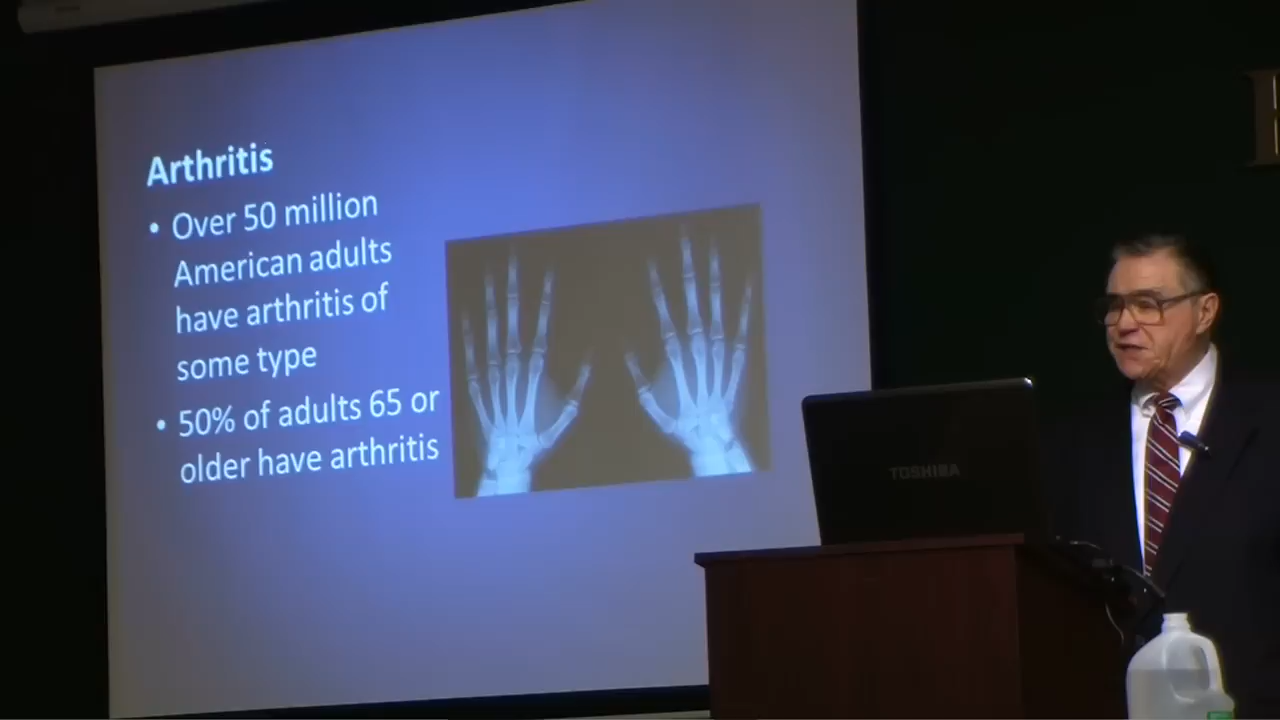 Arthritis
• Over 50 million
American adults
have arthritis of
some type
• 50% of adults 65 or
older have arthritis
TOSHIBA